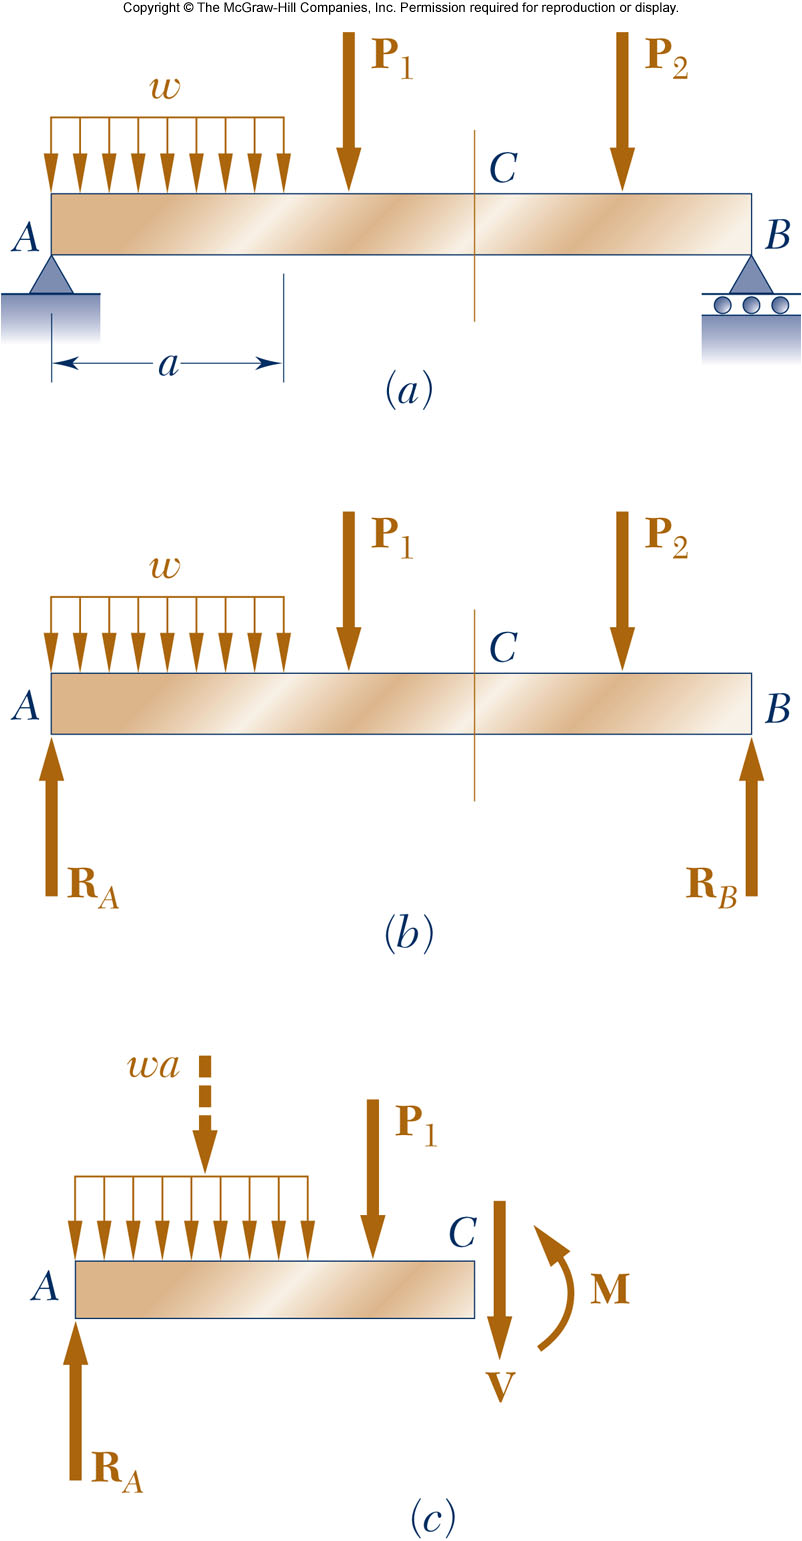 Copyright © The McGraw-Hill Companies, Inc. Permission required for reproduction or display.
P1
P2
w
C
A
B
a
(a)
P1
P2
w
C
A
B
RA
RB
(b)
wa
P1
C
A
M
V
RA
(c)